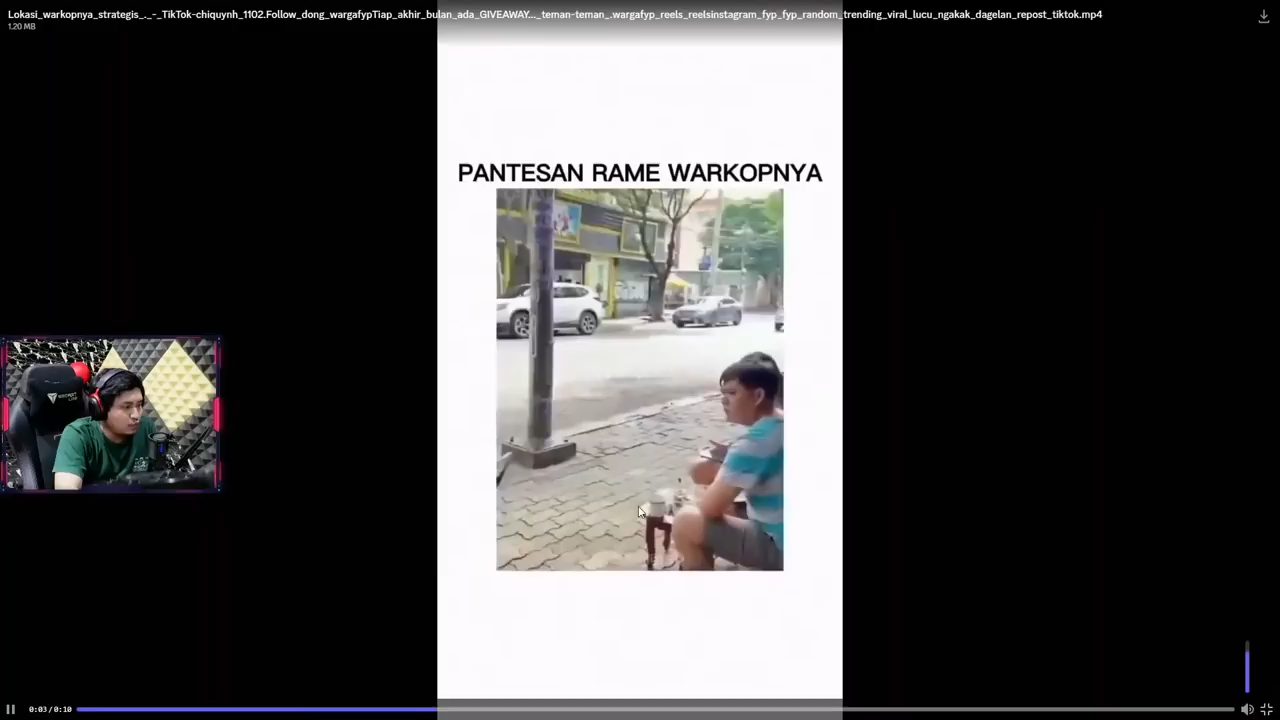 Lokasi_warkopnya_strategis_._-_TikTok-chiquynh_1102.Follow_dong_wargafypTiap_akhir_bulan_ada_GIVEAWAY..._teman-teman_.wargafyp_reels_reelsinstagram_fyp_fyp_random_trending_viral_lucu_ngakak_dagelan_repost_tiktok.mp4
1.20 MB
PANTESAN RAME WARKOPNYA
0:03/0:10